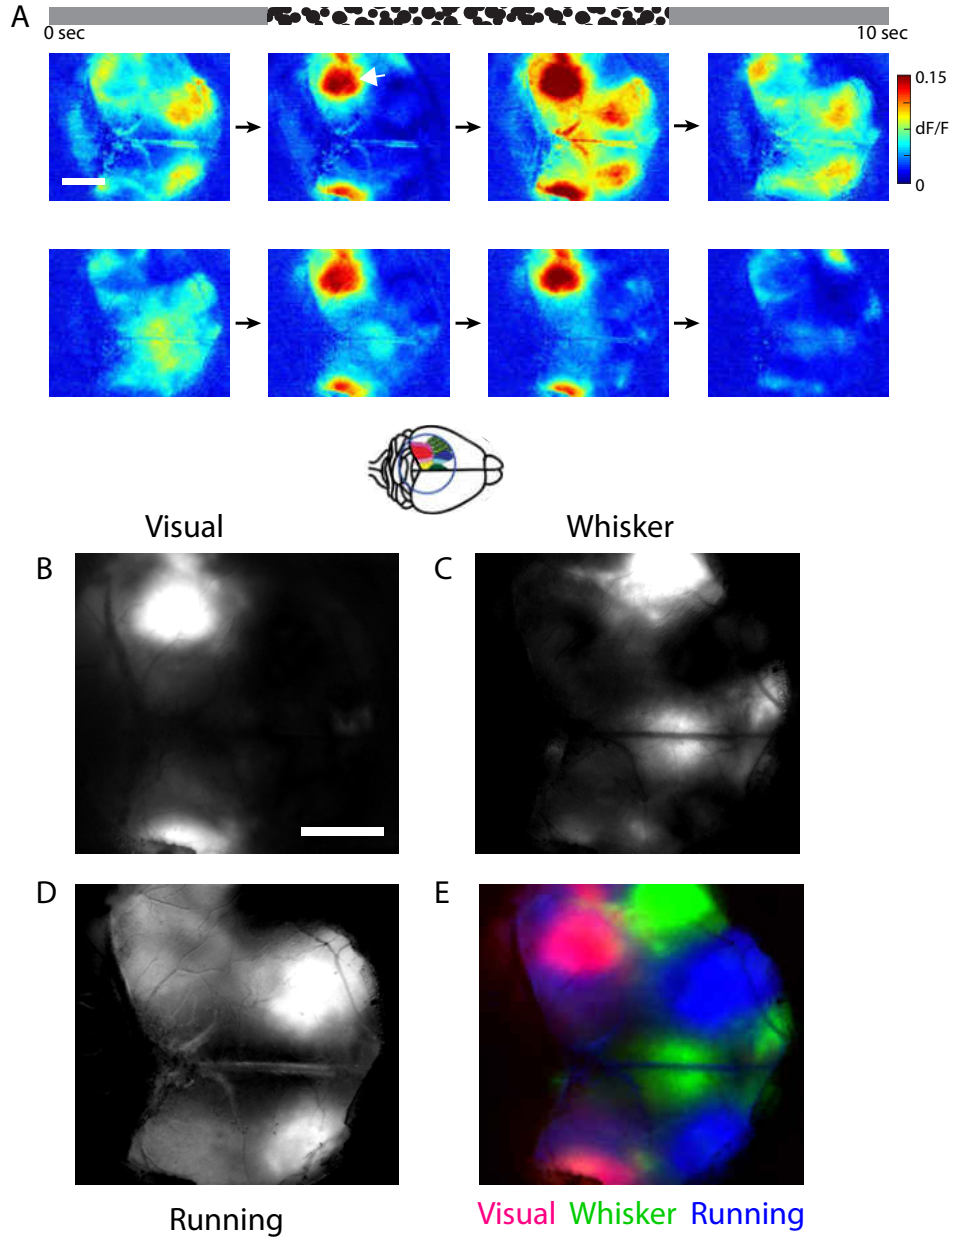 A
0 sec
10 sec
0.15
dF/F
0
Visual
Whisker
B
C
D
E
Running
Visual Whisker Running